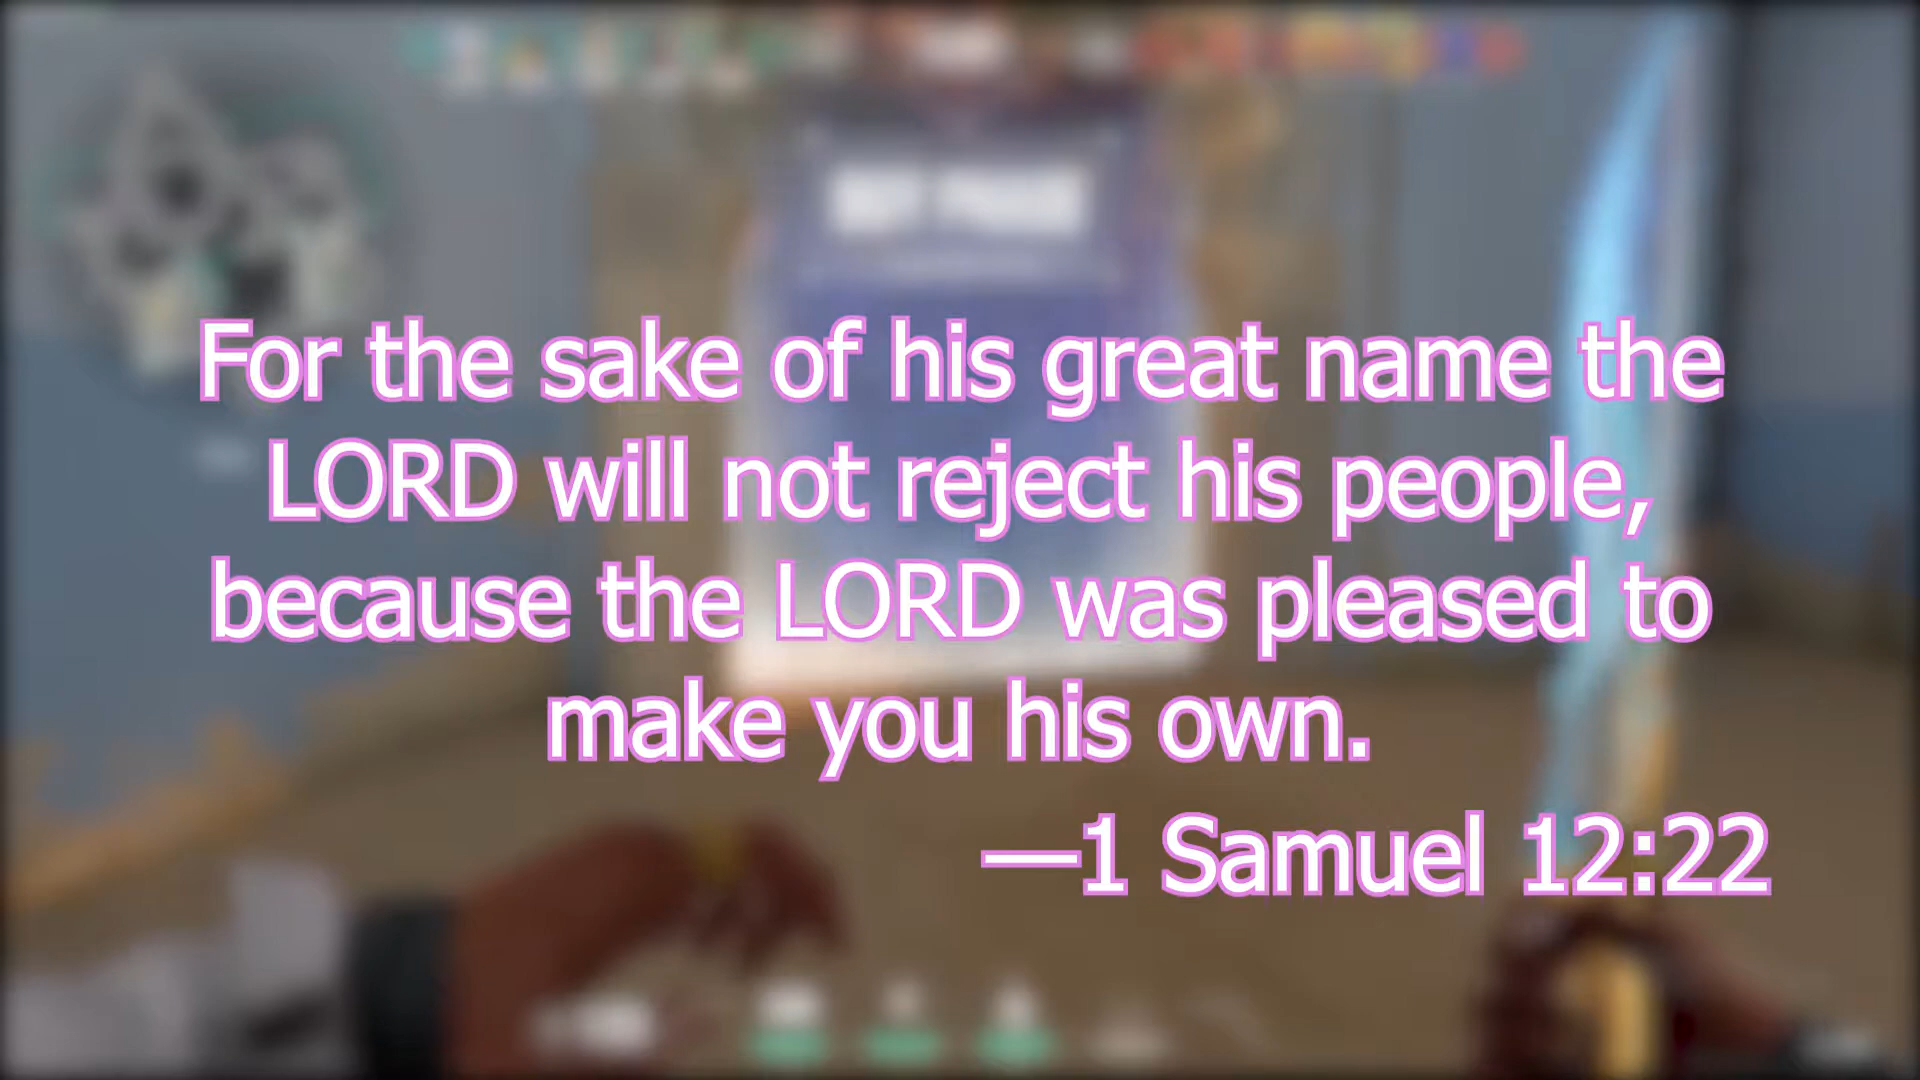 For the sake of his great name the
LORD will not reject his people,
because the LORD was pleased to
make you his own.
—1 Samuel 12:22